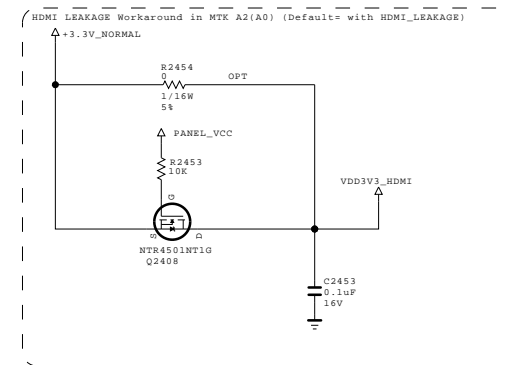 HDMI LEAKAGE Workaround in MTK A2(A0) (Default= with HDMI_LEAKAGE)
+3.3V_NORMAL
R2454
0
OPT
1/16W
5%
PANEL_VCC
R2453
10K
VDD3V3_HDMI
G
S
D
NTR4501NT1G
Q2408
C2453
0.1uF
16V